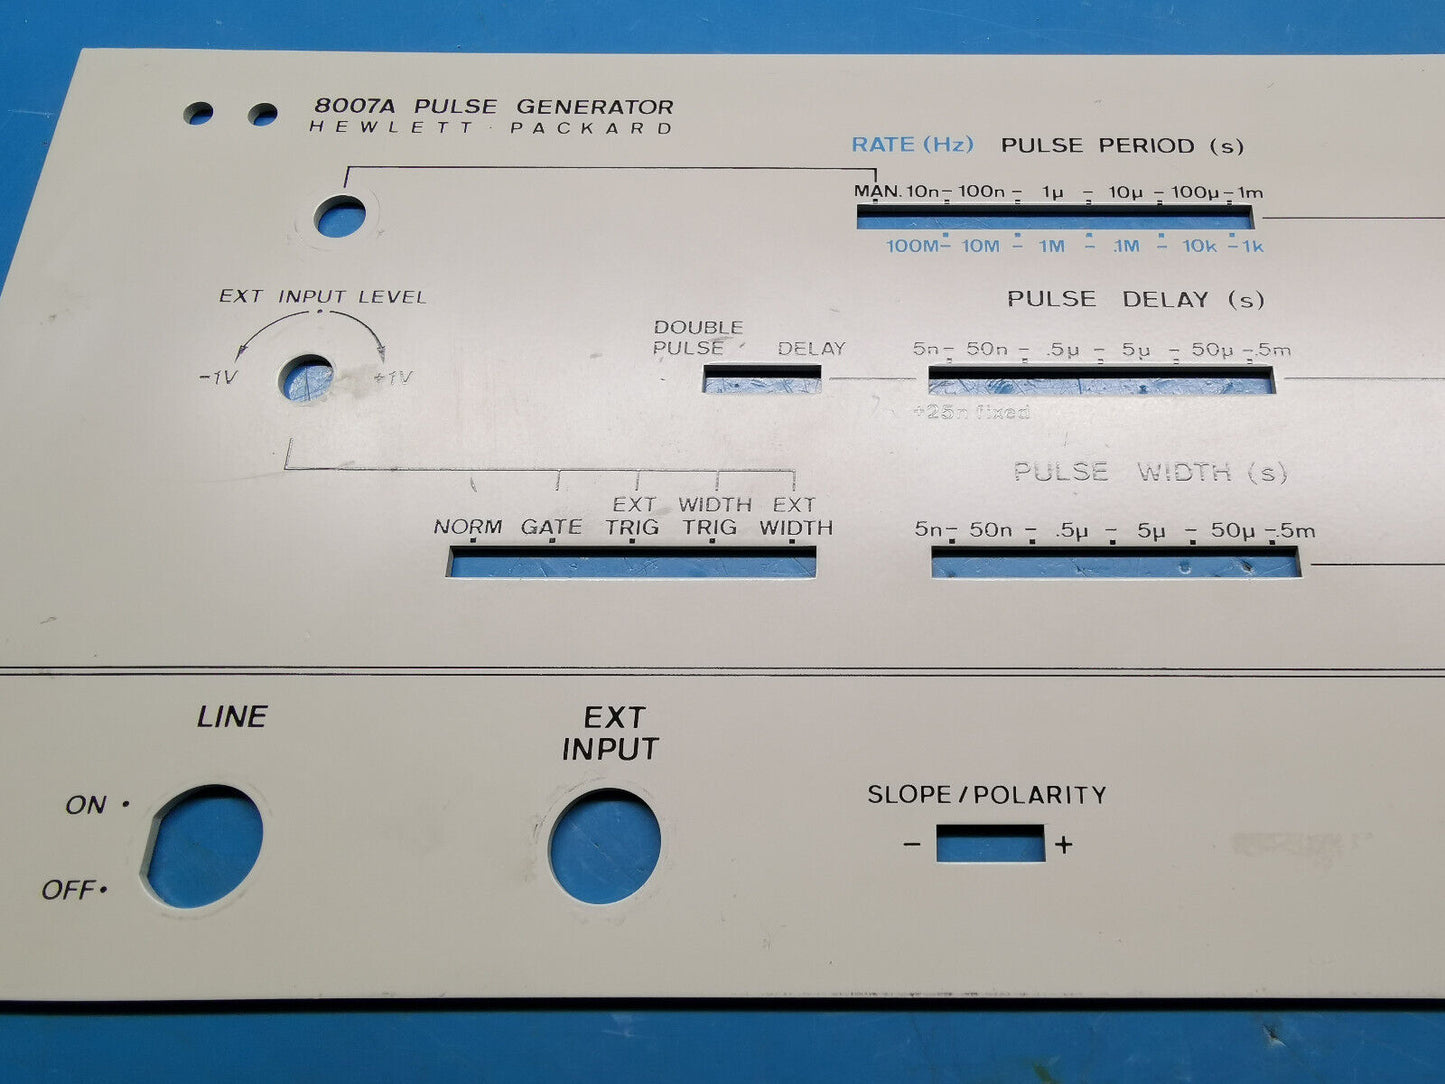 8007A PULSE GENERATOR
HEWLETT · PACKARD
RATE (Hz) PULSE PERIOD (s)
MAN. 10n - 100n - 1µ - 10µ - 100µ - 1m
100M - 10M - 1M - .1M - 10k - 1k
EXT INPUT LEVEL
-1V +1V
DOUBLE
PULSE DELAY
PULSE DELAY (s)
5n - 50n - .5µ - 5µ - 50µ - .5m
+25n fixed
PULSE WIDTH (s)
5n - 50n - .5µ - 5µ - 50µ - .5m
EXT WIDTH EXT
NORM GATE TRIG TRIG WIDTH
LINE
ON
OFF
EXT
INPUT
SLOPE/POLARITY
- +